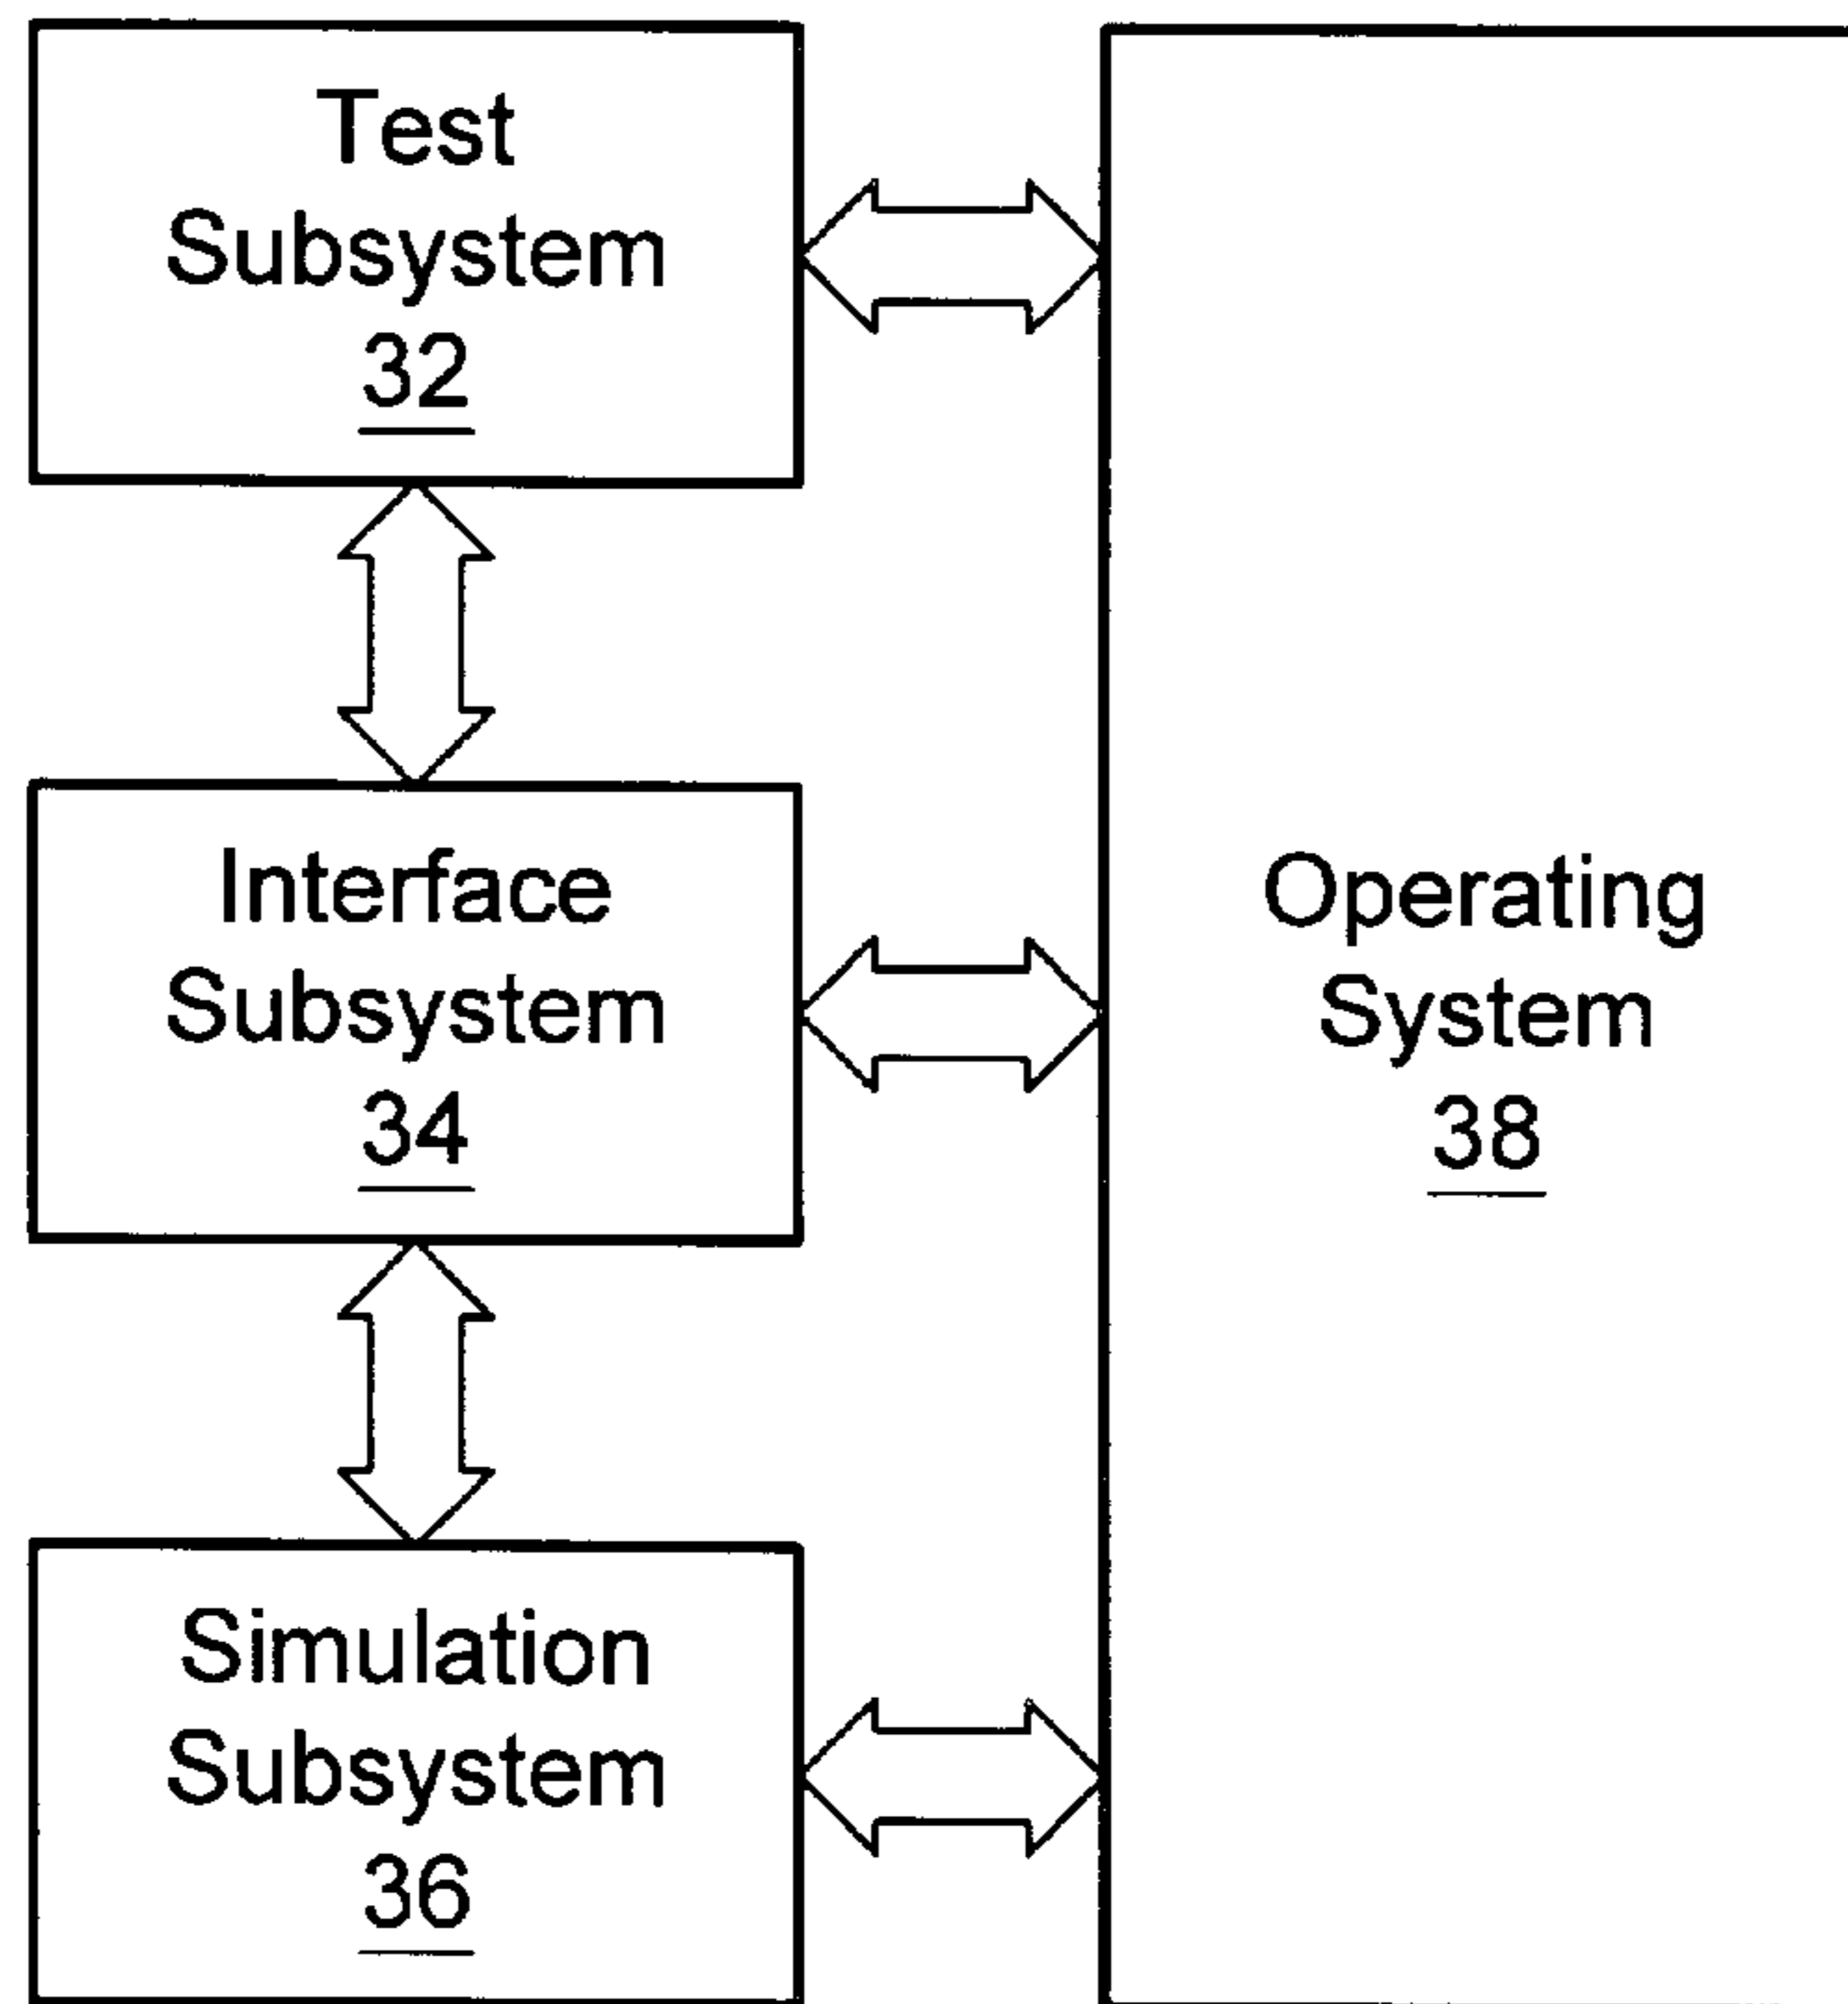 Test
Subsystem
32
Interface
Subsystem
34
Operating
System
38
Simulation
Subsystem
36